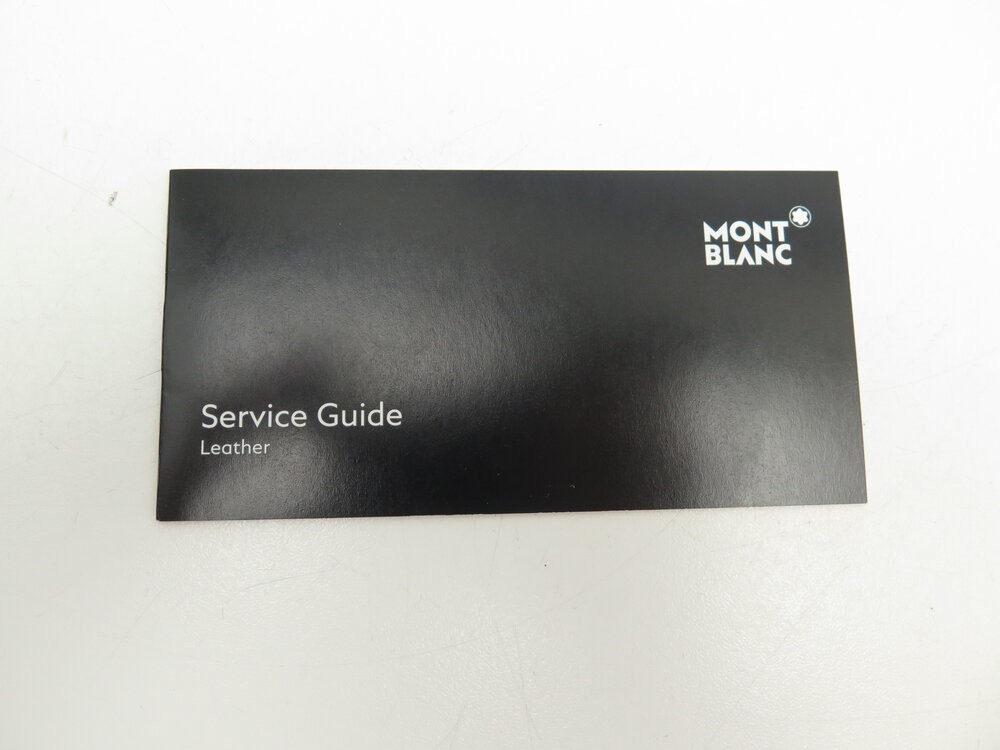 MONT
BLANC
Service Guide
Leather